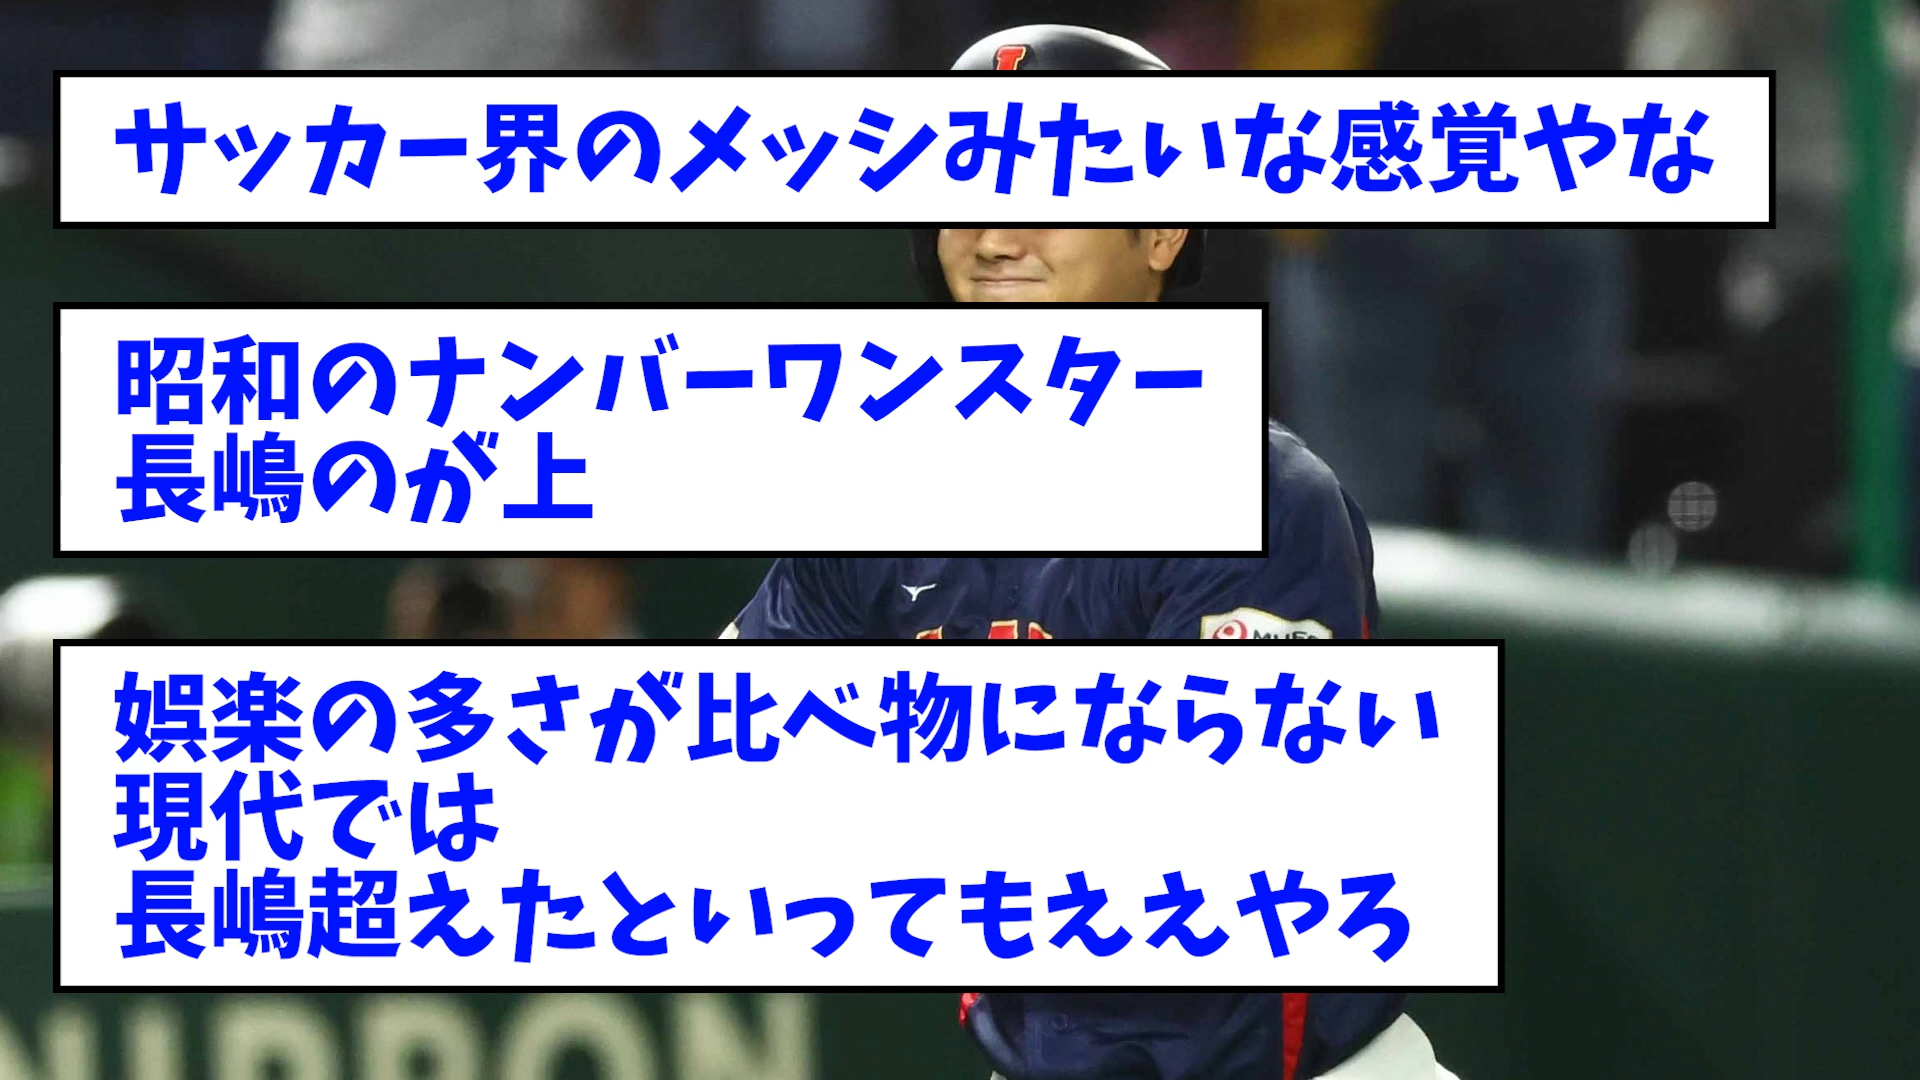 サッカー界のメッシみたいな感覚やな
昭和のナンバーワンスター
長嶋のが上
娯楽の多さが比べ物にならない
現代では
長嶋超えたといってもええやろ
NIPPON